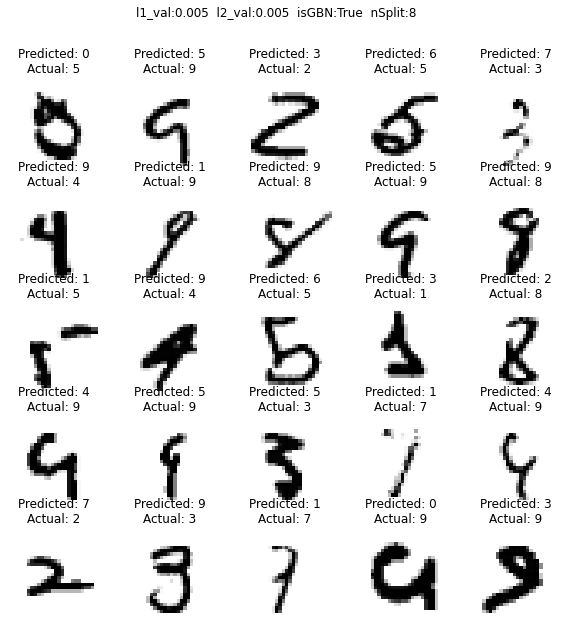 l1_val:0.005 l2_val:0.005 isGBN:True nSplit:8
Predicted: 0 Predicted: 5 Predicted: 3 Predicted: 6 Predicted: 7
Actual: 5 Actual: 9 Actual: 2 Actual: 5 Actual: 3
Predicted: 9 Predicted: 1 Predicted: 9 Predicted: 5 Predicted: 9
Actual: 4 Actual: 9 Actual: 8 Actual: 9 Actual: 8
Predicted: 1 Predicted: 9 Predicted: 6 Predicted: 3 Predicted: 2
Actual: 5 Actual: 4 Actual: 5 Actual: 1 Actual: 8
Predicted: 4 Predicted: 5 Predicted: 5 Predicted: 1 Predicted: 4
Actual: 9 Actual: 9 Actual: 3 Actual: 7 Actual: 9
Predicted: 7 Predicted: 9 Predicted: 1 Predicted: 0 Predicted: 3
Actual: 2 Actual: 3 Actual: 7 Actual: 9 Actual: 9